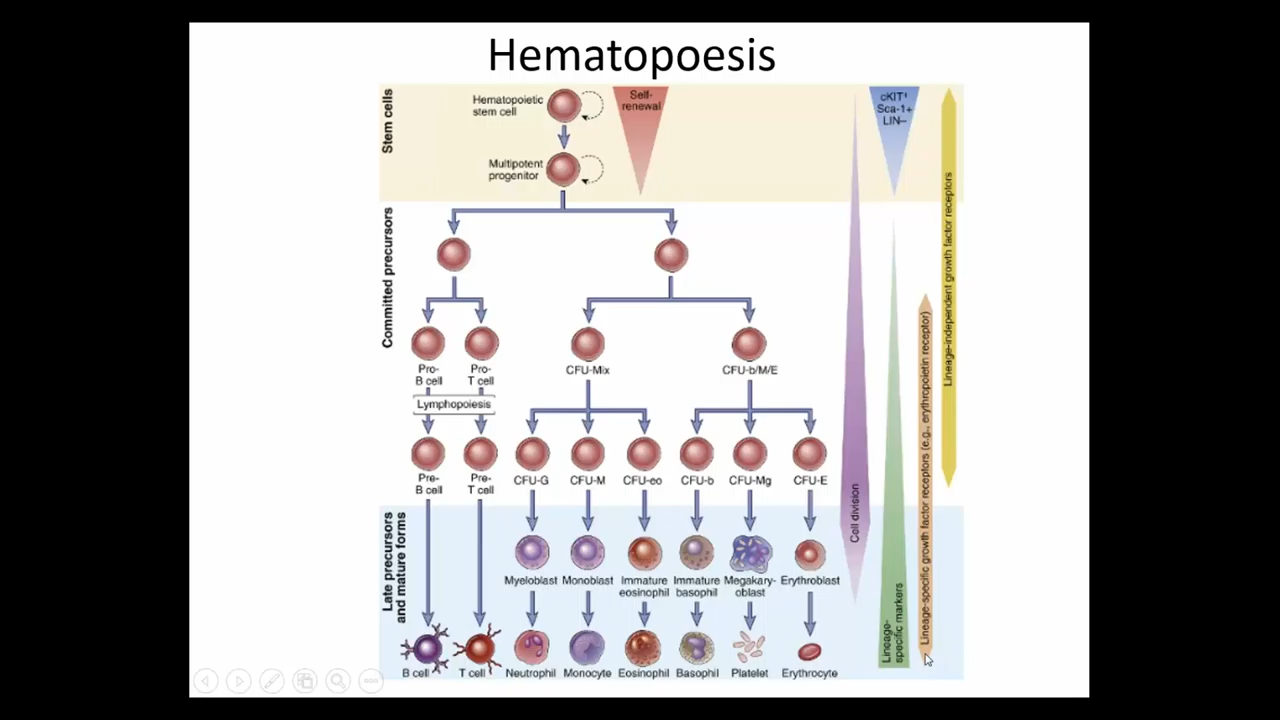 Hematopoesis
Stem cells
Hematopoietic
stem cell
Self-
renewal
cKIT+
Sca-1+
LIN–
Multipotent
progenitor
Committed precursors
Pro-
B cell
Pro-
T cell
CFU-Mix
CFU-b/M/E
Lymphopoiesis
Pre-
B cell
Pre-
T cell
CFU-G
CFU-M
CFU-eo
CFU-b
CFU-Mg
CFU-E
Late precursors
and mature forms
Myeloblast
Monoblast
Immature
eosinophil
Immature
basophil
Megakary-
oblast
Erythroblast
B cell
T cell
Neutrophil
Monocyte
Eosinophil
Basophil
Platelet
Erythrocyte
Cell division
Lineage-
specific markers
Lineage-specific growth factor receptors (e.g., erythropoietin receptor)
Lineage-independent growth factor receptors